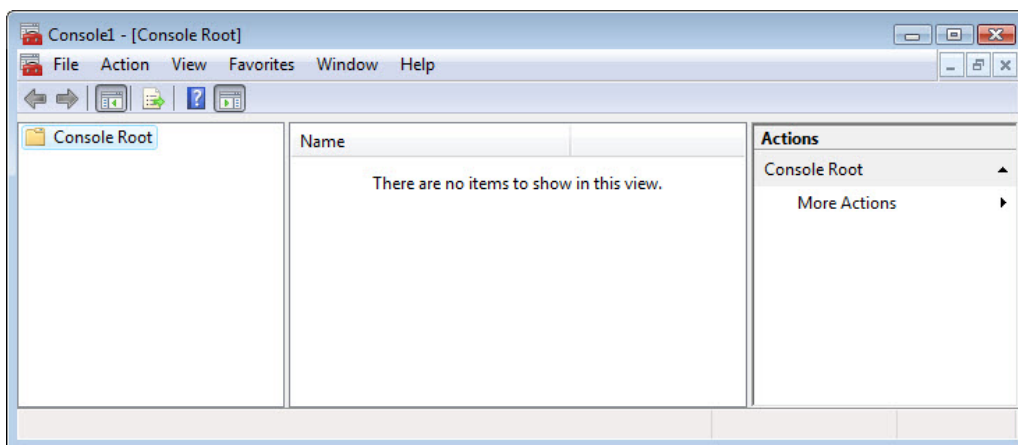 Console1 - [Console Root]
File Action View Favorites Window Help
Console Root
Name
There are no items to show in this view.
Actions
Console Root
More Actions